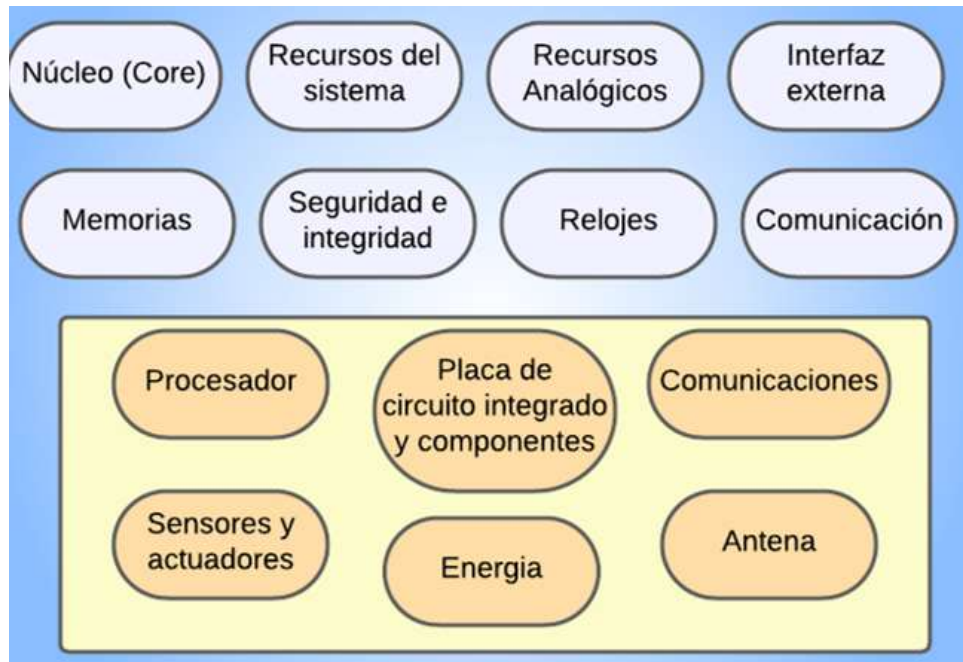 Núcleo (Core)
Recursos del
sistema
Recursos
Analógicos
Interfaz
externa
Memorias
Seguridad e
integridad
Relojes
Comunicación
Procesador
Placa de
circuito integrado
y componentes
Comunicaciones
Sensores y
actuadores
Energia
Antena